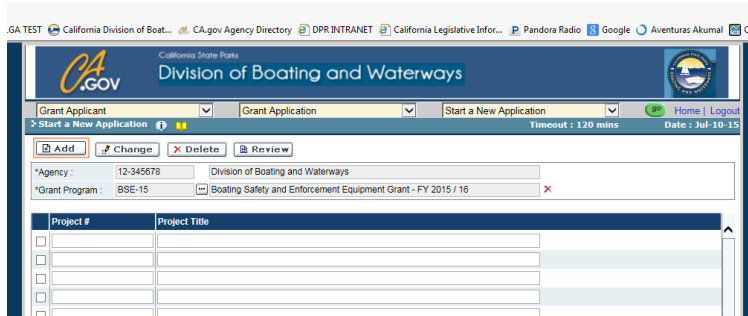 .GA TEST California Division of Boat... CA.gov Agency Directory DPR INTRANET California Legislative Infor... Pandora Radio Google Aventuras Akumal
CA .GOV
California State Parks
Division of Boating and Waterways
Grant Applicant Grant Application Start a New Application go Home | Logout
Start a New Application Timeout : 120 mins Date : Jul-10-15
Add Change Delete Review
*Agency : 12-345678 Division of Boating and Waterways
*Grant Program : BSE-15 ... Boating Safety and Enforcement Equipment Grant - FY 2015 / 16
Project # Project Title